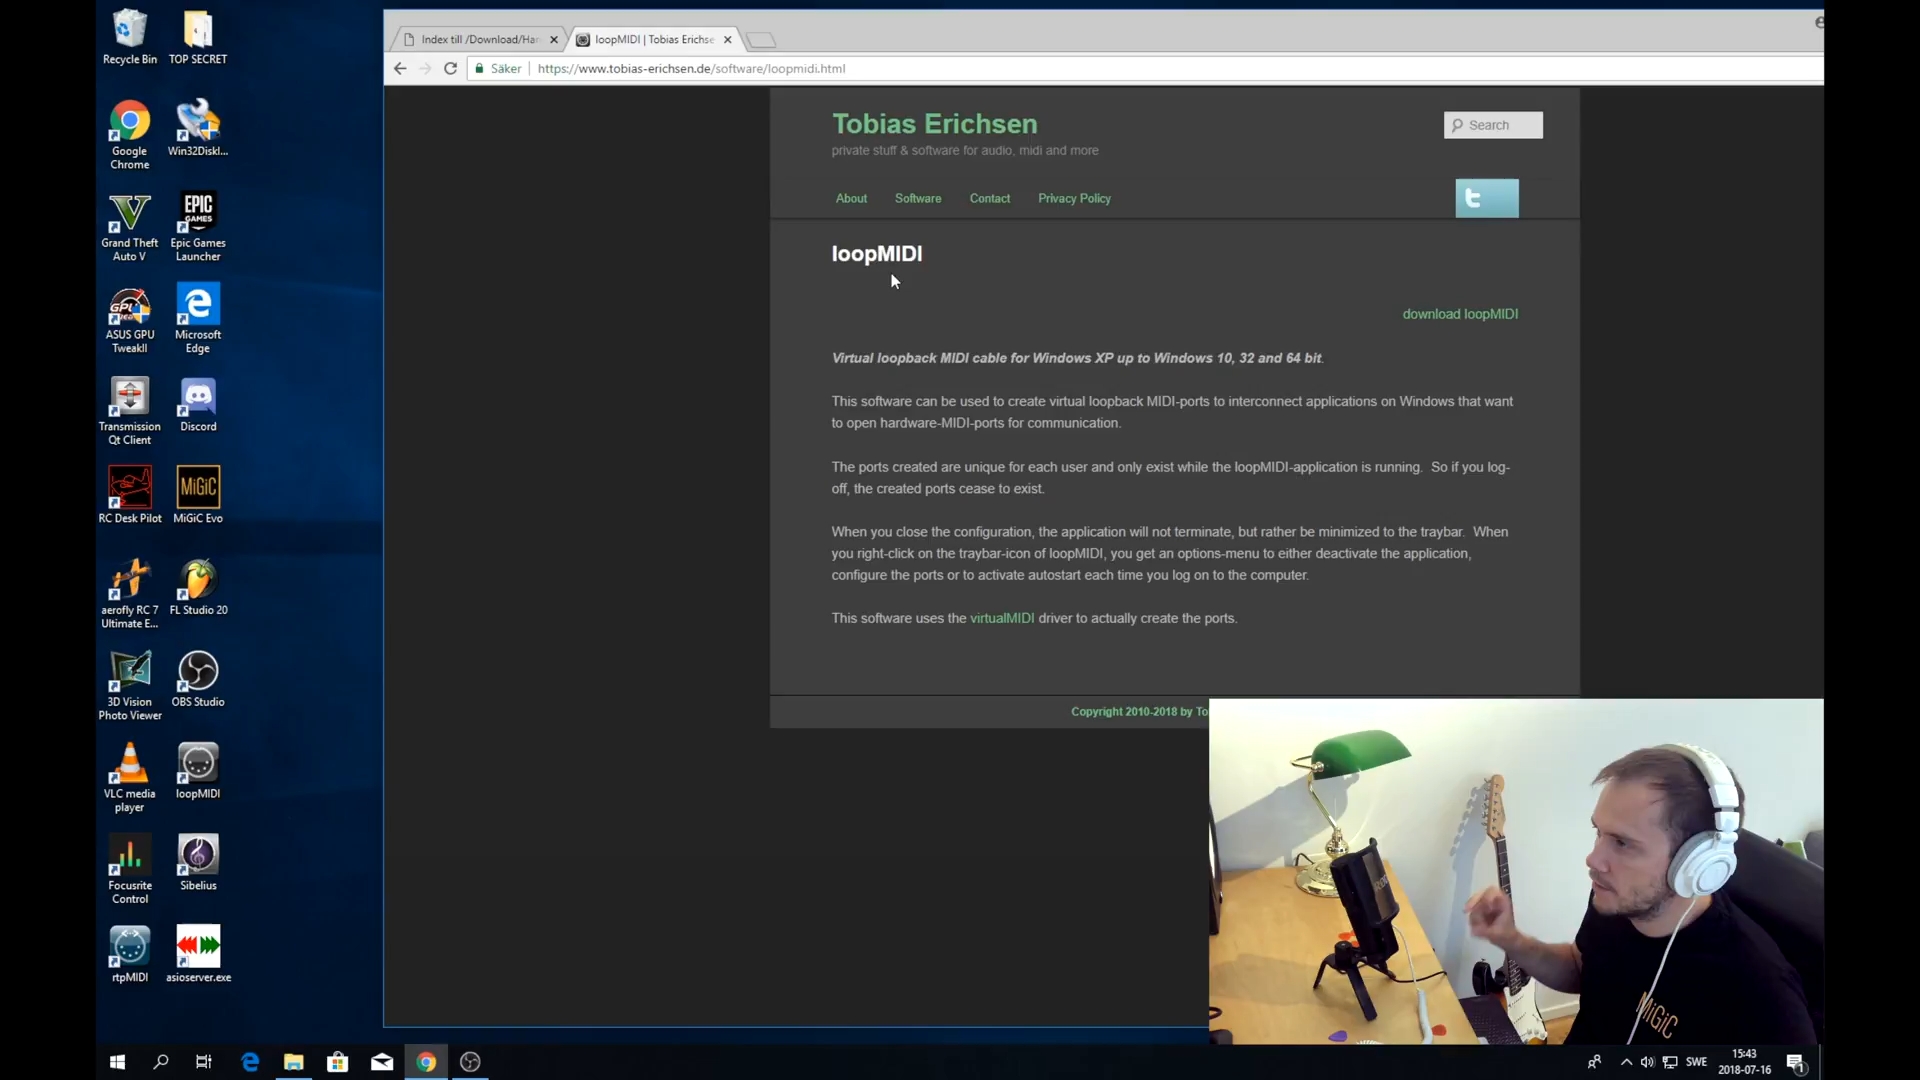 Recycle Bin
TOP SECRET
Google
Chrome
Win32DiskI...
Grand Theft
Auto V
EPIC
GAMES
Epic Games
Launcher
ASUS GPU
TweakII
Microsoft
Edge
Transmission
Qt Client
Discord
RC Desk Pilot
MiGiC
MiGiC Evo
aerofly RC 7
Ultimate E...
FL Studio 20
3D Vision
Photo Viewer
OBS Studio
VLC media
player
loopMIDI
Focusrite
Control
Sibelius
rtpMIDI
asioserver.exe
Index till /Download/Har
loopMIDI | Tobias Erichse
Säker
https://www.tobias-erichsen.de/software/loopmidi.html
Tobias Erichsen
private stuff & software for audio, midi and more
Search
About Software Contact Privacy Policy
loopMIDI
download loopMIDI
Virtual loopback MIDI cable for Windows XP up to Windows 10, 32 and 64 bit.
This software can be used to create virtual loopback MIDI-ports to interconnect applications on Windows that want
to open hardware-MIDI-ports for communication.
The ports created are unique for each user and only exist while the loopMIDI-application is running. So if you log-
off, the created ports cease to exist.
When you close the configuration, the application will not terminate, but rather be minimized to the traybar. When
you right-click on the traybar-icon of loopMIDI, you get an options-menu to either deactivate the application,
configure the ports or to activate autostart each time you log on to the computer.
This software uses the virtualMIDI driver to actually create the ports.
Copyright 2010-2018 by To
RØDE
MiGiC
SWE
15:43
2018-07-16
1